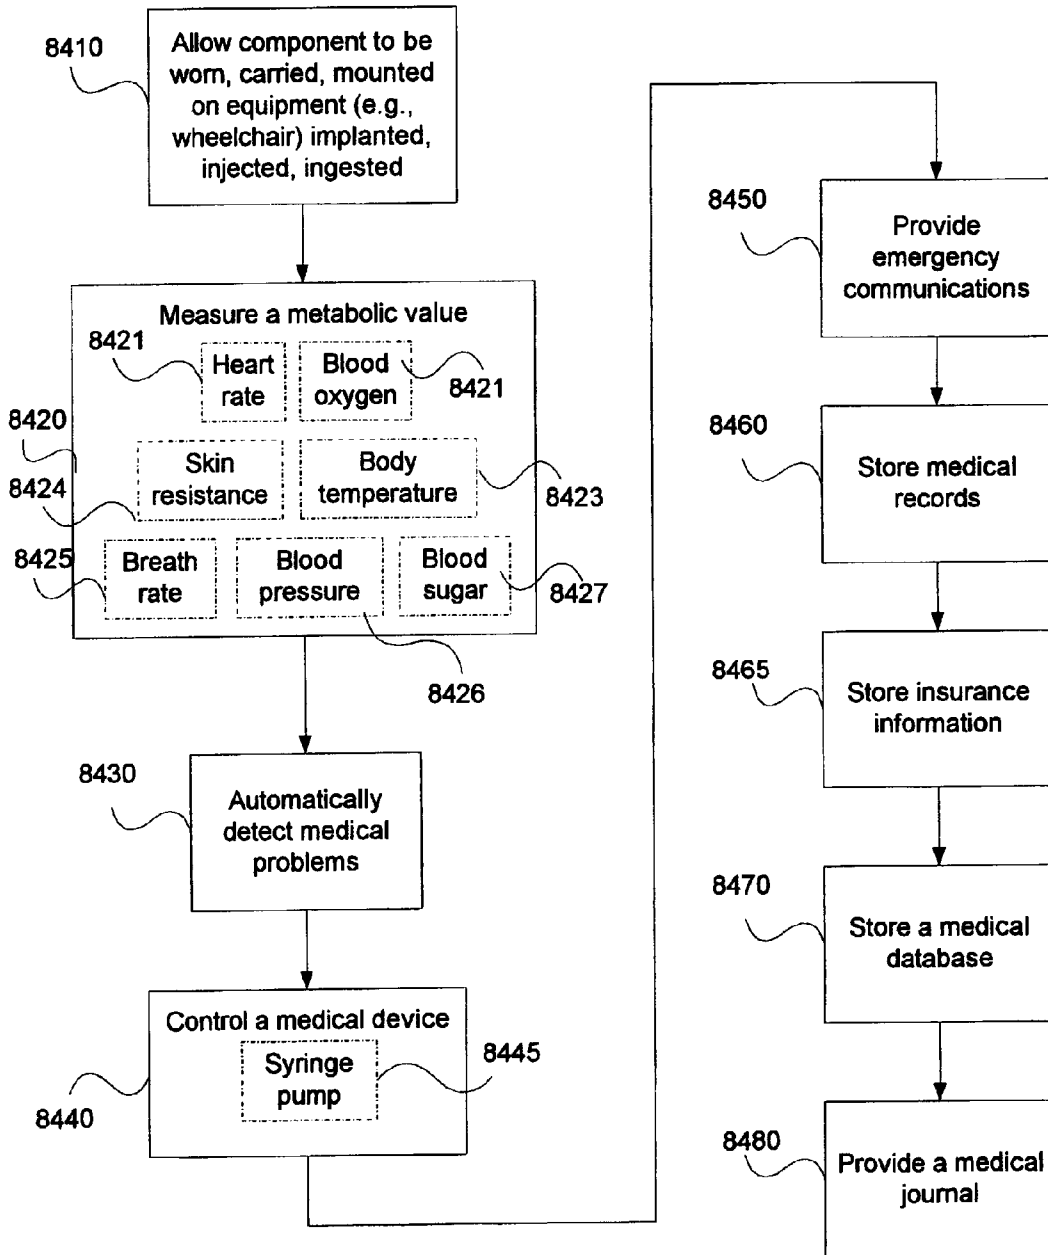 8410
Allow component to be
worn, carried, mounted
on equipment (e.g.,
wheelchair) implanted,
injected, ingested
Measure a metabolic value
8421
Heart
rate
Blood
oxygen
8421
8420
Skin
resistance
Body
temperature
8424
8423
8425
Breath
rate
Blood
pressure
Blood
sugar
8427
8426
8430
Automatically
detect medical
problems
Control a medical device
Syringe
pump
8445
8440
8450
Provide
emergency
communications
8460
Store medical
records
8465
Store insurance
information
8470
Store a medical
database
8480
Provide a medical
journal